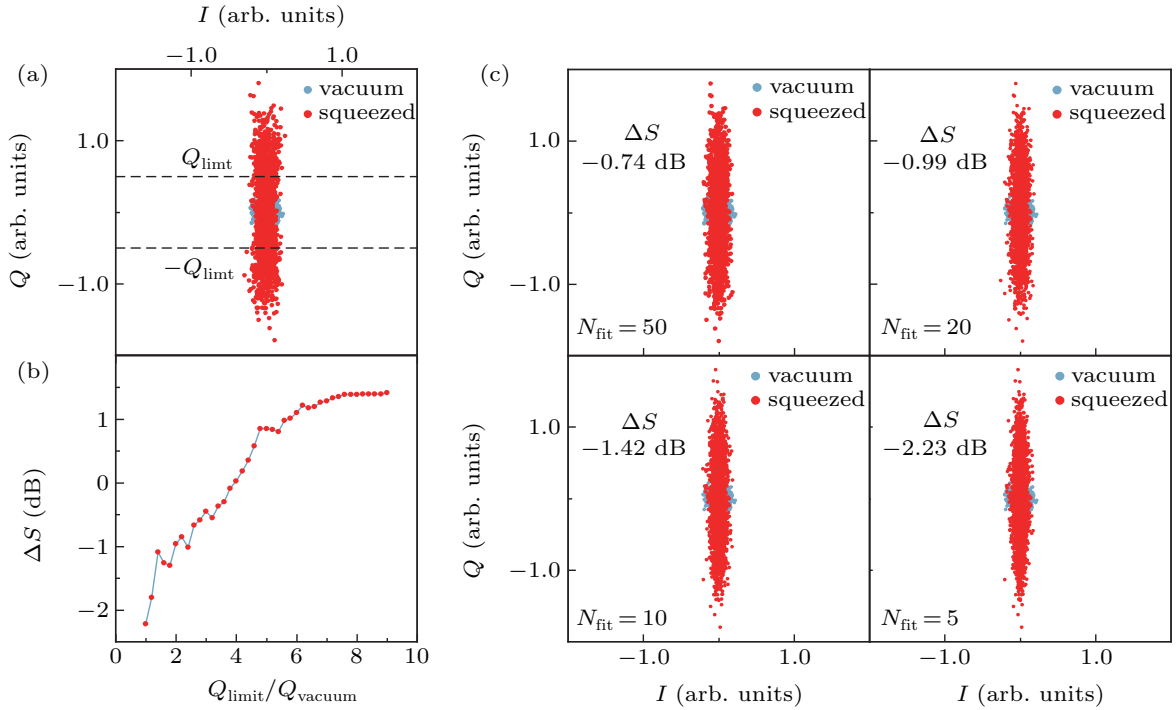 I (arb. units)
−1.0 1.0
(a)
vacuum
squeezed
Q (arb. units)
1.0
−1.0
Q_limt
−Q_limt
(b)
ΔS (dB)
1
0
−1
−2
0 2 4 6 8 10
Q_limit/Q_vacuum
(c)
vacuum
squeezed
ΔS
−0.74 dB
N_fit = 50
Q (arb. units)
1.0
−1.0
vacuum
squeezed
ΔS
−0.99 dB
N_fit = 20
vacuum
squeezed
ΔS
−1.42 dB
N_fit = 10
Q (arb. units)
1.0
−1.0
−1.0 1.0
I (arb. units)
vacuum
squeezed
ΔS
−2.23 dB
N_fit = 5
−1.0 1.0
I (arb. units)